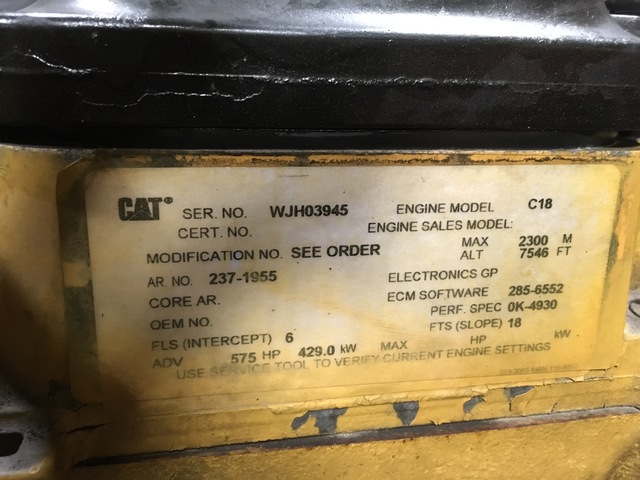 CAT® SER. NO. WJH03945 ENGINE MODEL C18
CERT. NO. ENGINE SALES MODEL:
MODIFICATION NO. SEE ORDER MAX ALT 2300 M 7546 FT
AR. NO. 237-1955 ELECTRONICS GP
CORE AR. ECM SOFTWARE 285-6552
OEM NO. PERF. SPEC 0K-4930
FLS (INTERCEPT) 6 FTS (SLOPE) 18
ADV 575 HP 429.0 kW MAX HP kW
USE SERVICE TOOL TO VERIFY CURRENT ENGINE SETTINGS